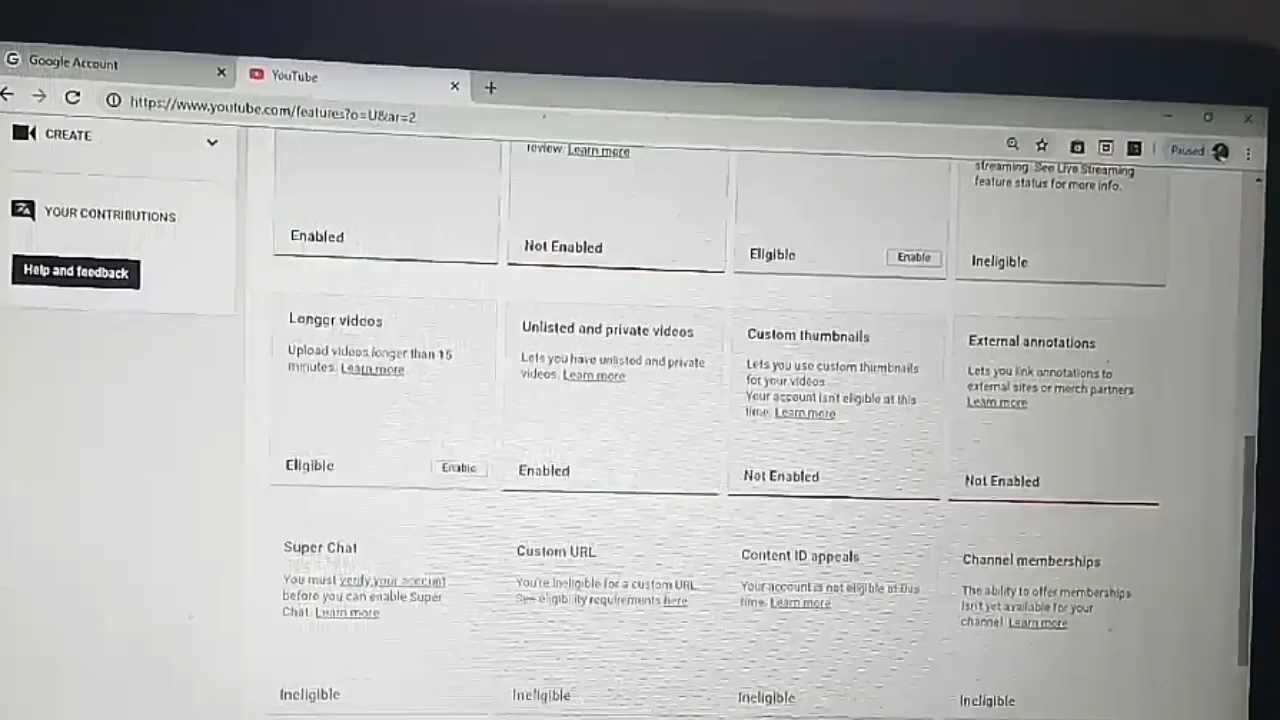 Google Account
YouTube
https://www.youtube.com/features?o=U&ar=2
Paused
CREATE
YOUR CONTRIBUTIONS
Help and feedback
review. Learn more
streaming. See Live Streaming
feature status for more info.
Enabled
Not Enabled
Eligible
Enable
Ineligible
Longer videos
Upload videos longer than 15
minutes. Learn more
Eligible
Enable
Unlisted and private videos
Lets you have unlisted and private
videos. Learn more
Enabled
Custom thumbnails
Lets you use custom thumbnails
for your videos
Your account isn't eligible at this
time. Learn more
Not Enabled
External annotations
Lets you link annotations to
external sites or merch partners
Learn more
Not Enabled
Super Chat
You must verify your account
before you can enable Super
Chat. Learn more
Ineligible
Custom URL
You're ineligible for a custom URL
See eligibility requirements here.
Ineligible
Content ID appeals
Your account is not eligible at this
time. Learn more
Ineligible
Channel memberships
The ability to offer memberships
isn't yet available for your
channel. Learn more
Ineligible